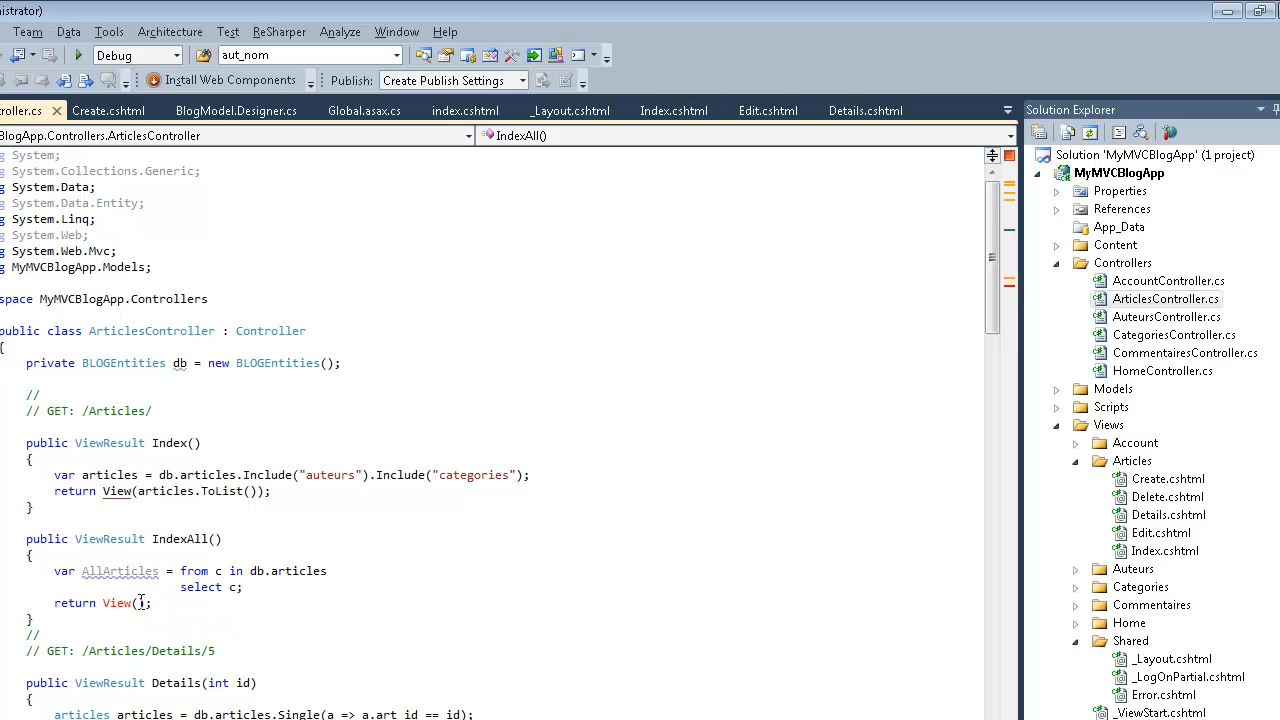 nistrator)
Team Data Tools Architecture Test ReSharper Analyze Window Help
Debug aut_nom
Install Web Components Publish: Create Publish Settings
troller.cs Create.cshtml BlogModel.Designer.cs Global.asax.cs index.cshtml _Layout.cshtml Index.cshtml Edit.cshtml Details.cshtml
BlogApp.Controllers.ArticlesController IndexAll()
g System;
g System.Collections.Generic;
g System.Data;
g System.Data.Entity;
g System.Linq;
g System.Web;
g System.Web.Mvc;
g MyMVCBlogApp.Models;
space MyMVCBlogApp.Controllers
public class ArticlesController : Controller
{
private BLOGEntities db = new BLOGEntities();
//
// GET: /Articles/
public ViewResult Index()
{
var articles = db.articles.Include("auteurs").Include("categories");
return View(articles.ToList());
}
public ViewResult IndexAll()
{
var AllArticles = from c in db.articles
select c;
return View();
}
//
// GET: /Articles/Details/5
public ViewResult Details(int id)
{
articles articles = db.articles.Single(a => a.art_id == id);
Solution Explorer
Solution 'MyMVCBlogApp' (1 project)
MyMVCBlogApp
Properties
References
App_Data
Content
Controllers
AccountController.cs
ArticlesController.cs
AuteursController.cs
CategoriesController.cs
CommentairesController.cs
HomeController.cs
Models
Scripts
Views
Account
Articles
Create.cshtml
Delete.cshtml
Details.cshtml
Edit.cshtml
Index.cshtml
Auteurs
Categories
Commentaires
Home
Shared
_Layout.cshtml
_LogOnPartial.cshtml
Error.cshtml
_ViewStart.cshtml